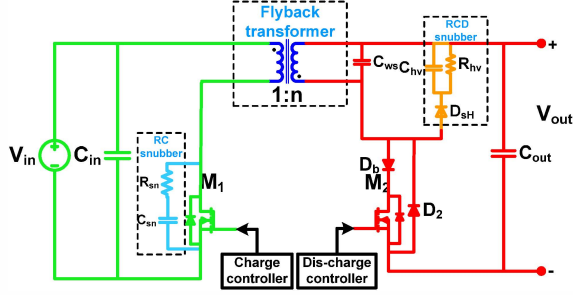 Flyback
transformer
1:n
RCD
snubber
Cws
Chv
Rhv
DsH
+
Vin
Cin
RC
snubber
Rsn
Csn
M1
Db
M2
D2
Cout
Vout
-
Charge
controller
Dis-charge
controller